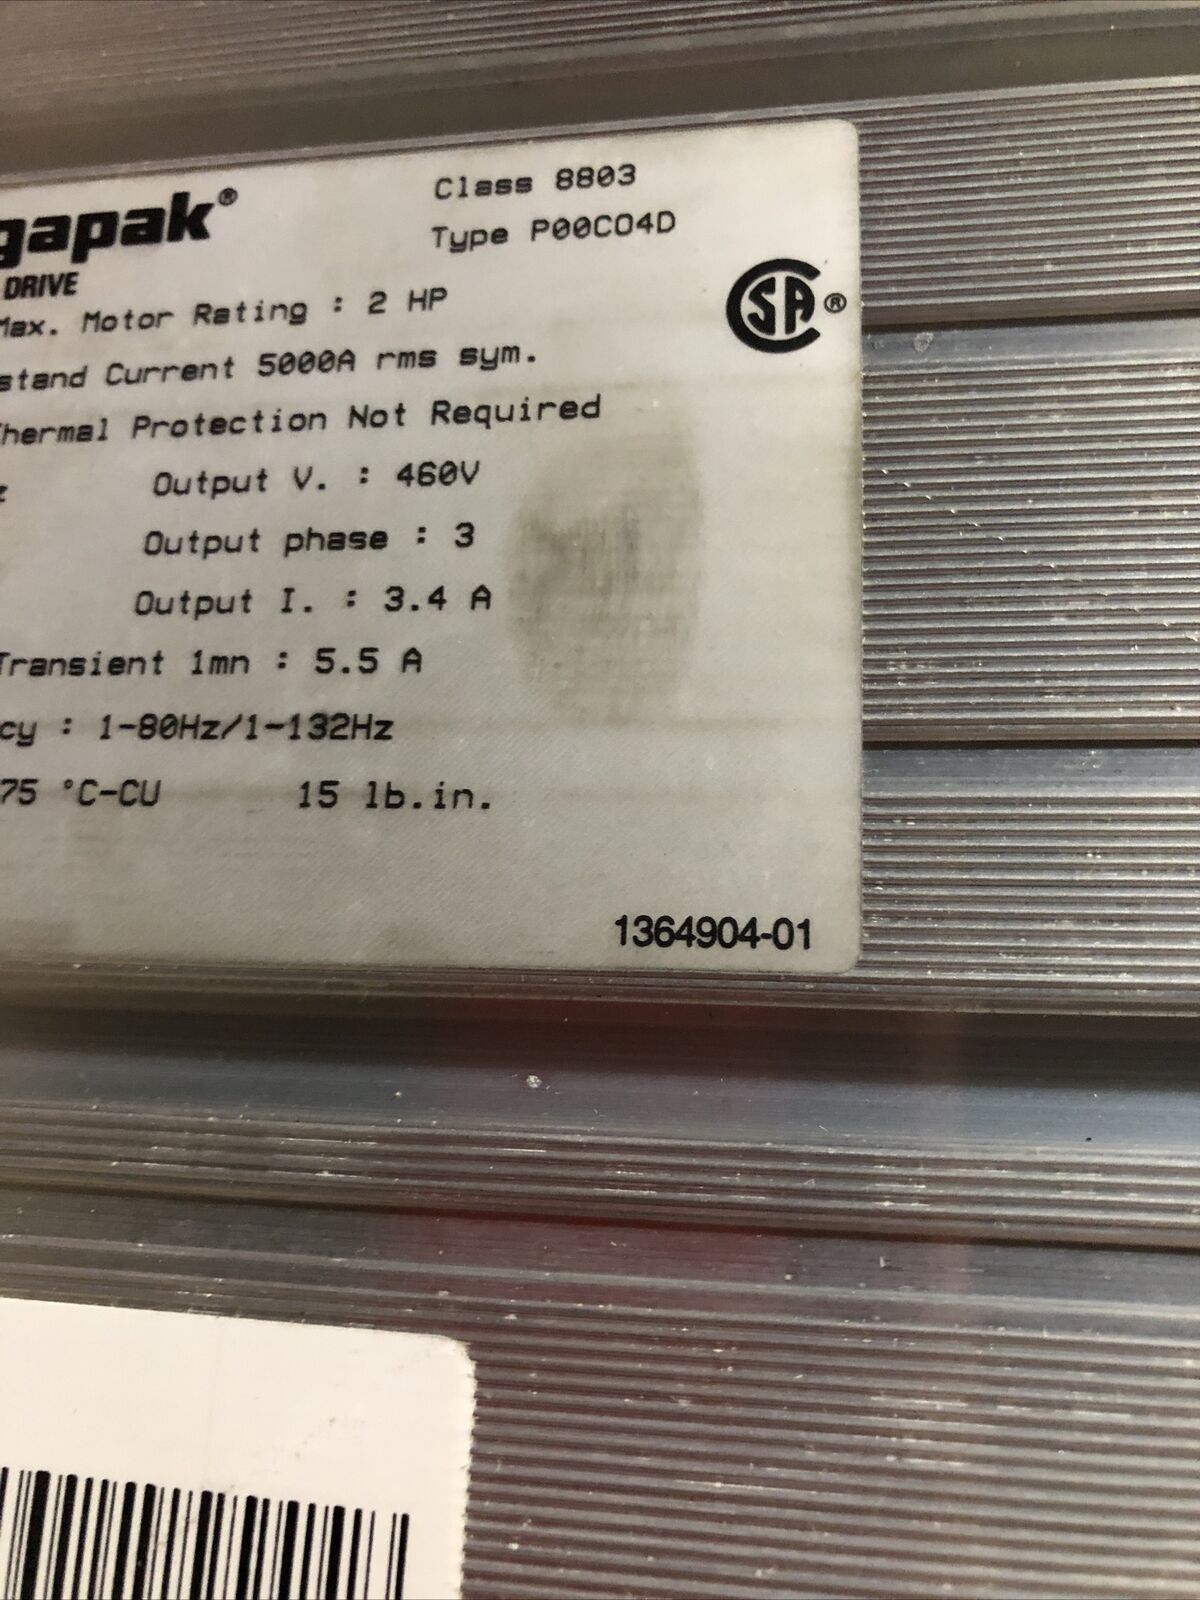 gapak®
Class 8803
Type P00C04D
DRIVE
Max. Motor Rating : 2 HP
SA ®
stand Current 5000A rms sym.
Thermal Protection Not Required
z Output V. : 460V
Output phase : 3
Output I. : 3.4 A
Transient 1mn : 5.5 A
cy : 1-80Hz/1-132Hz
75 °C-CU 15 lb.in.
1364904-01